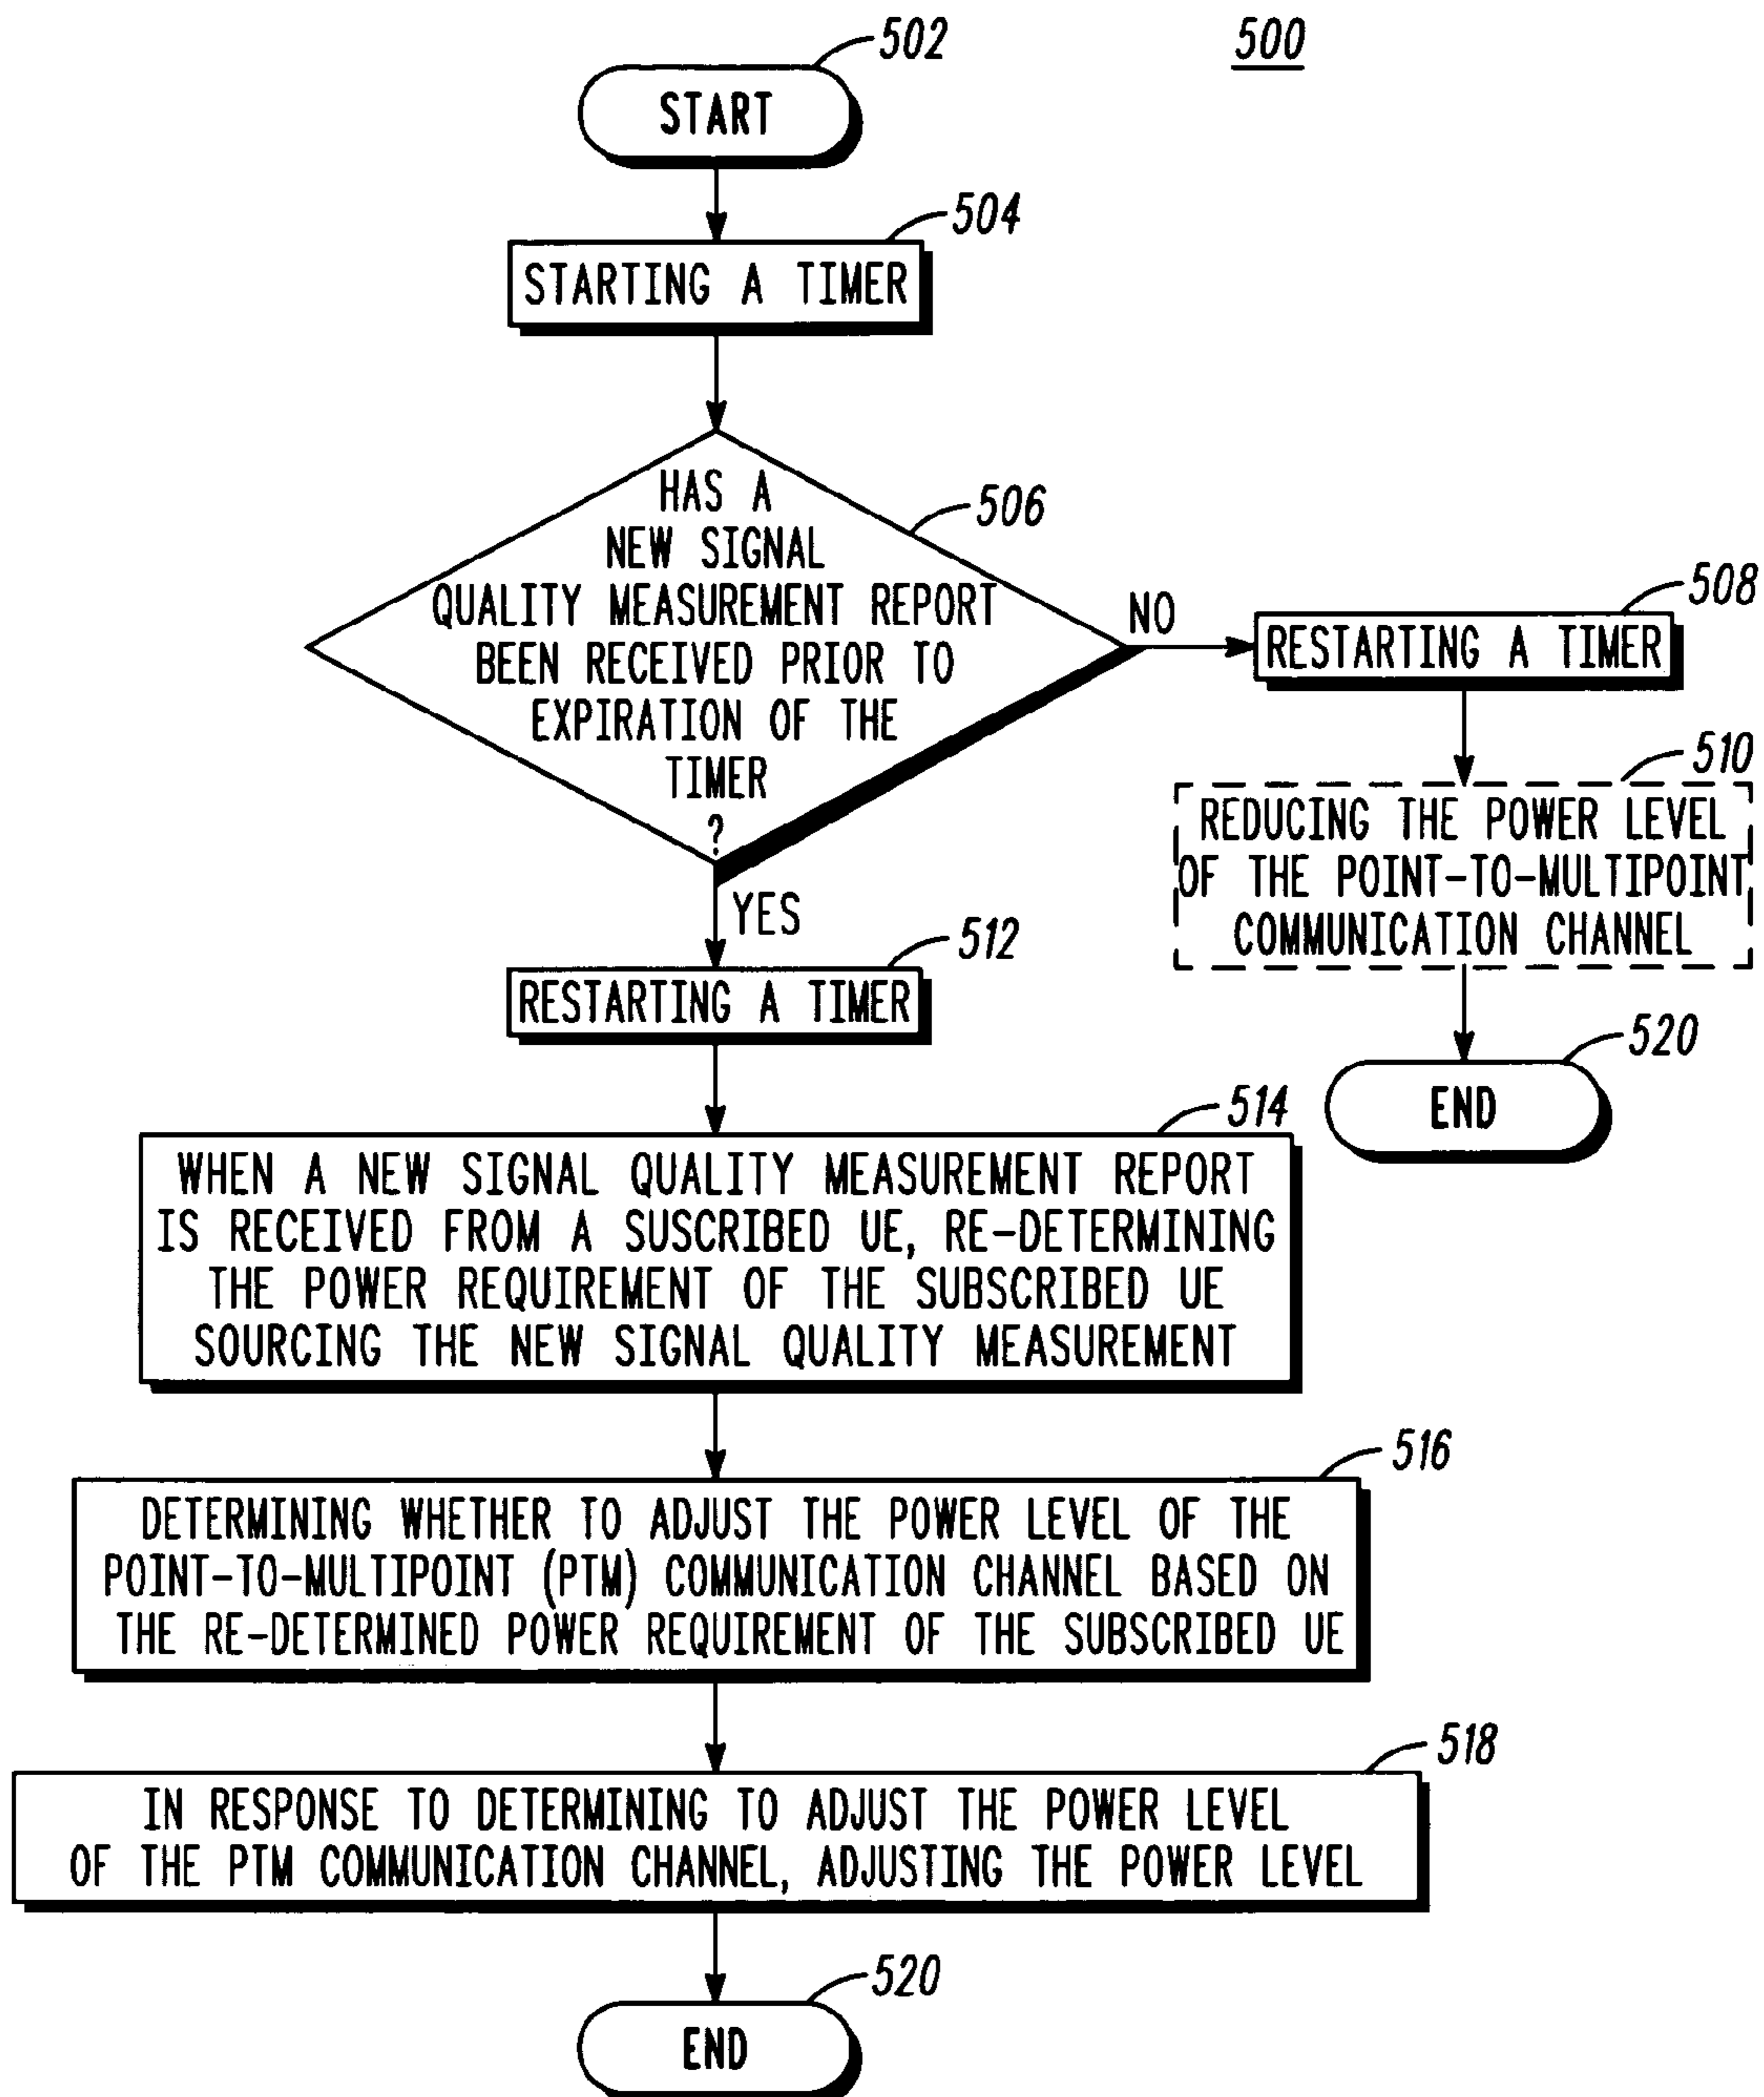 500
502
START
504
STARTING A TIMER
506
HAS A
NEW SIGNAL
QUALITY MEASUREMENT REPORT
BEEN RECEIVED PRIOR TO
EXPIRATION OF THE
TIMER
?
NO
508
RESTARTING A TIMER
510
REDUCING THE POWER LEVEL
OF THE POINT-TO-MULTIPOINT
COMMUNICATION CHANNEL
520
END
YES
512
RESTARTING A TIMER
514
WHEN A NEW SIGNAL QUALITY MEASUREMENT REPORT
IS RECEIVED FROM A SUSCRIBED UE, RE-DETERMINING
THE POWER REQUIREMENT OF THE SUBSCRIBED UE
SOURCING THE NEW SIGNAL QUALITY MEASUREMENT
516
DETERMINING WHETHER TO ADJUST THE POWER LEVEL OF THE
POINT-TO-MULTIPOINT (PTM) COMMUNICATION CHANNEL BASED ON
THE RE-DETERMINED POWER REQUIREMENT OF THE SUBSCRIBED UE
518
IN RESPONSE TO DETERMINING TO ADJUST THE POWER LEVEL
OF THE PTM COMMUNICATION CHANNEL, ADJUSTING THE POWER LEVEL
520
END